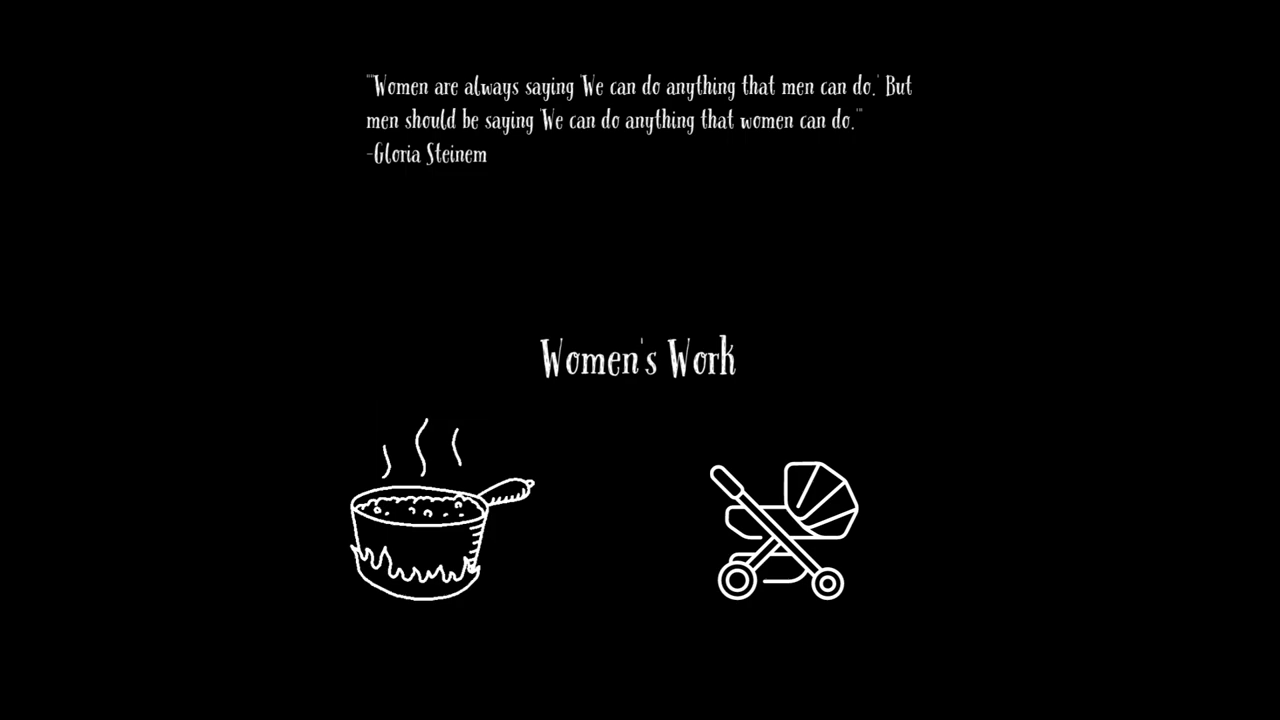 "“Women are always saying 'We can do anything that men can do.' But
men should be saying 'We can do anything that women can do.'"
-Gloria Steinem
Women's Work